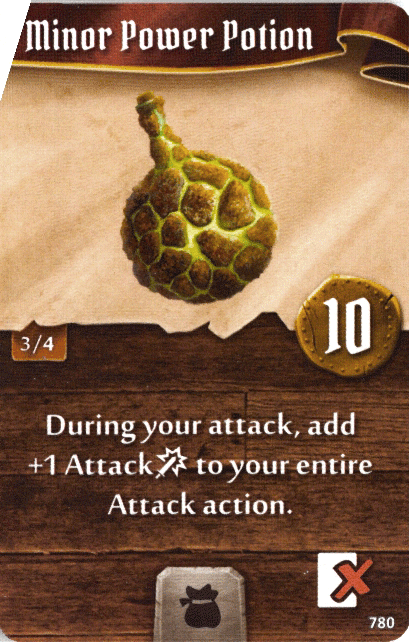 Minor Power Potion
10
3/4
During your attack, add
+1 Attack to your entire
Attack action.
780